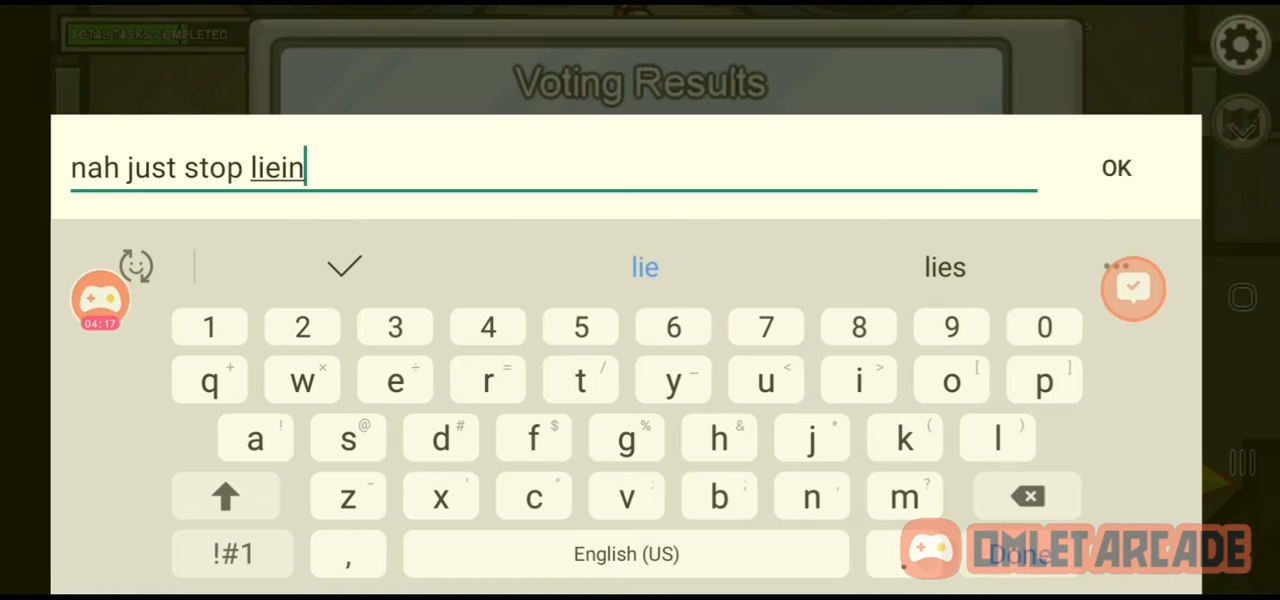 TOTAL TASKS COMPLETED
Voting Results
nah just stop liein
OK
lie
lies
04:17
1 2 3 4 5 6 7 8 9 0
q + w × e ÷ r = t / y _ u < i > o [ p ]
a ! s @ d # f $ g % h & j * k ( l )
z - x ' c " v : b ; n , m ?
!#1 , English (US) . Done
OMLET ARCADE